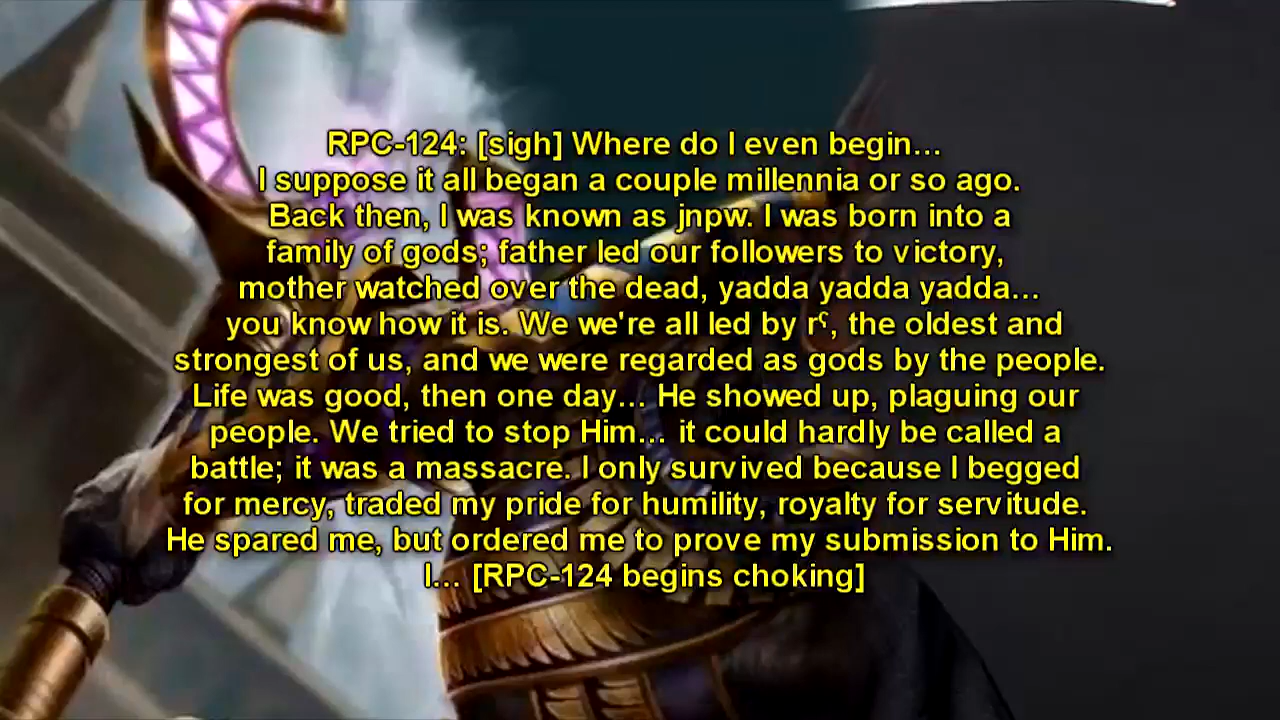 RPC-124: [sigh] Where do I even begin...
I suppose it all began a couple millennia or so ago.
Back then, I was known as jnpw. I was born into a
family of gods; father led our followers to victory,
mother watched over the dead, yadda yadda yadda...
you know how it is. We we're all led by rˤ, the oldest and
strongest of us, and we were regarded as gods by the people.
Life was good, then one day... He showed up, plaguing our
people. We tried to stop Him... it could hardly be called a
battle; it was a massacre. I only survived because I begged
for mercy, traded my pride for humility, royalty for servitude.
He spared me, but ordered me to prove my submission to Him.
I... [RPC-124 begins choking]